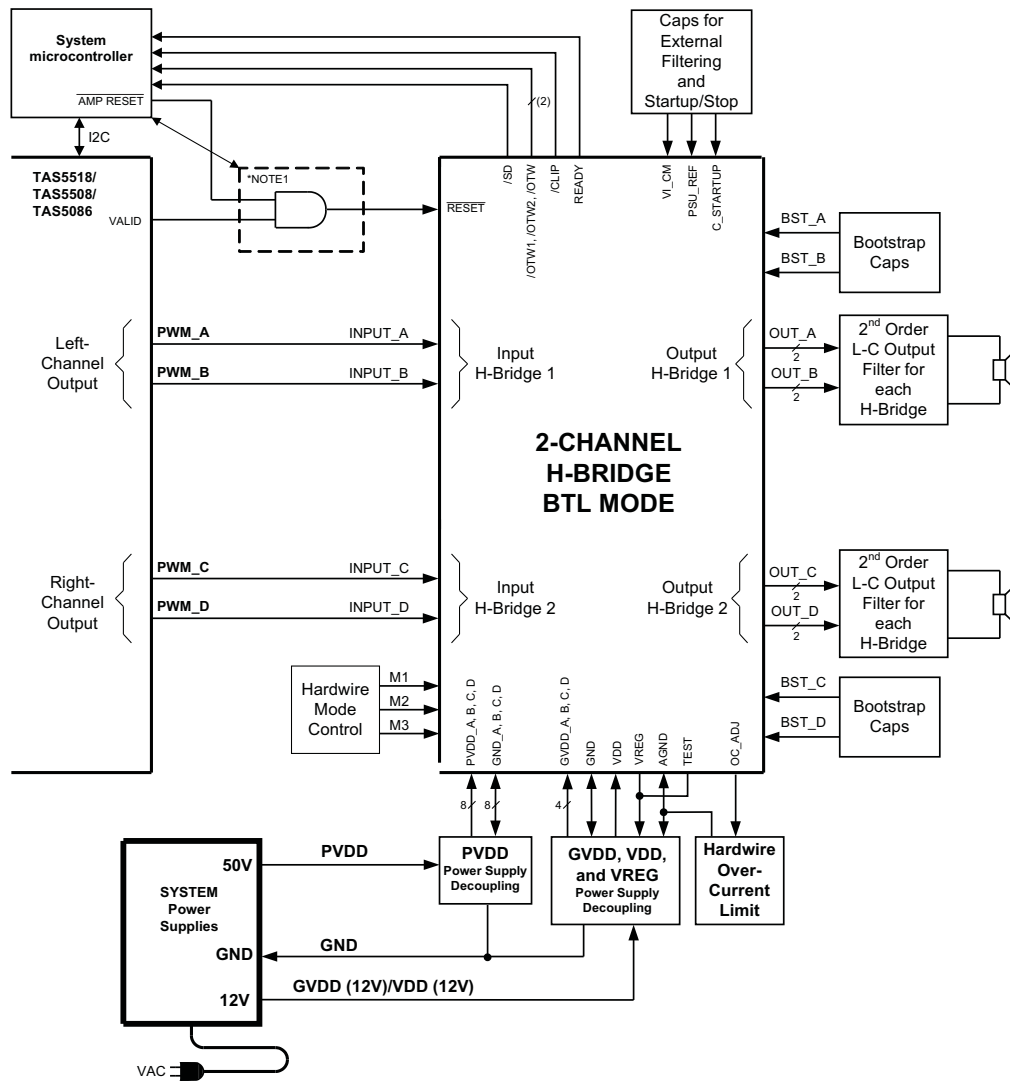 System
microcontroller
AMP RESET
I2C
Caps for
External
Filtering
and
Startup/Stop
(2)
TAS5518/
TAS5508/
TAS5086
VALID
*NOTE1
RESET
/SD
/OTW1, /OTW2, /OTW
/CLIP
READY
VI_CM
PSU_REF
C_STARTUP
BST_A
BST_B
Bootstrap
Caps
Left-
Channel
Output
PWM_A
INPUT_A
PWM_B
INPUT_B
Input
H-Bridge 1
Output
H-Bridge 1
OUT_A
2
OUT_B
2
2nd Order
L-C Output
Filter for
each
H-Bridge
2-CHANNEL
H-BRIDGE
BTL MODE
Right-
Channel
Output
PWM_C
INPUT_C
PWM_D
INPUT_D
Input
H-Bridge 2
Output
H-Bridge 2
OUT_C
2
OUT_D
2
2nd Order
L-C Output
Filter for
each
H-Bridge
Hardwire
Mode
Control
M1
M2
M3
PVDD_A, B, C, D
GND_A, B, C, D
GVDD_A, B, C, D
GND
VDD
VREG
AGND
TEST
OC_ADJ
BST_C
BST_D
Bootstrap
Caps
8
8
4
50V
PVDD
PVDD
Power Supply
Decoupling
GVDD, VDD,
and VREG
Power Supply
Decoupling
Hardwire
Over-
Current
Limit
SYSTEM
Power
Supplies
GND
GND
12V
GVDD (12V)/VDD (12V)
VAC